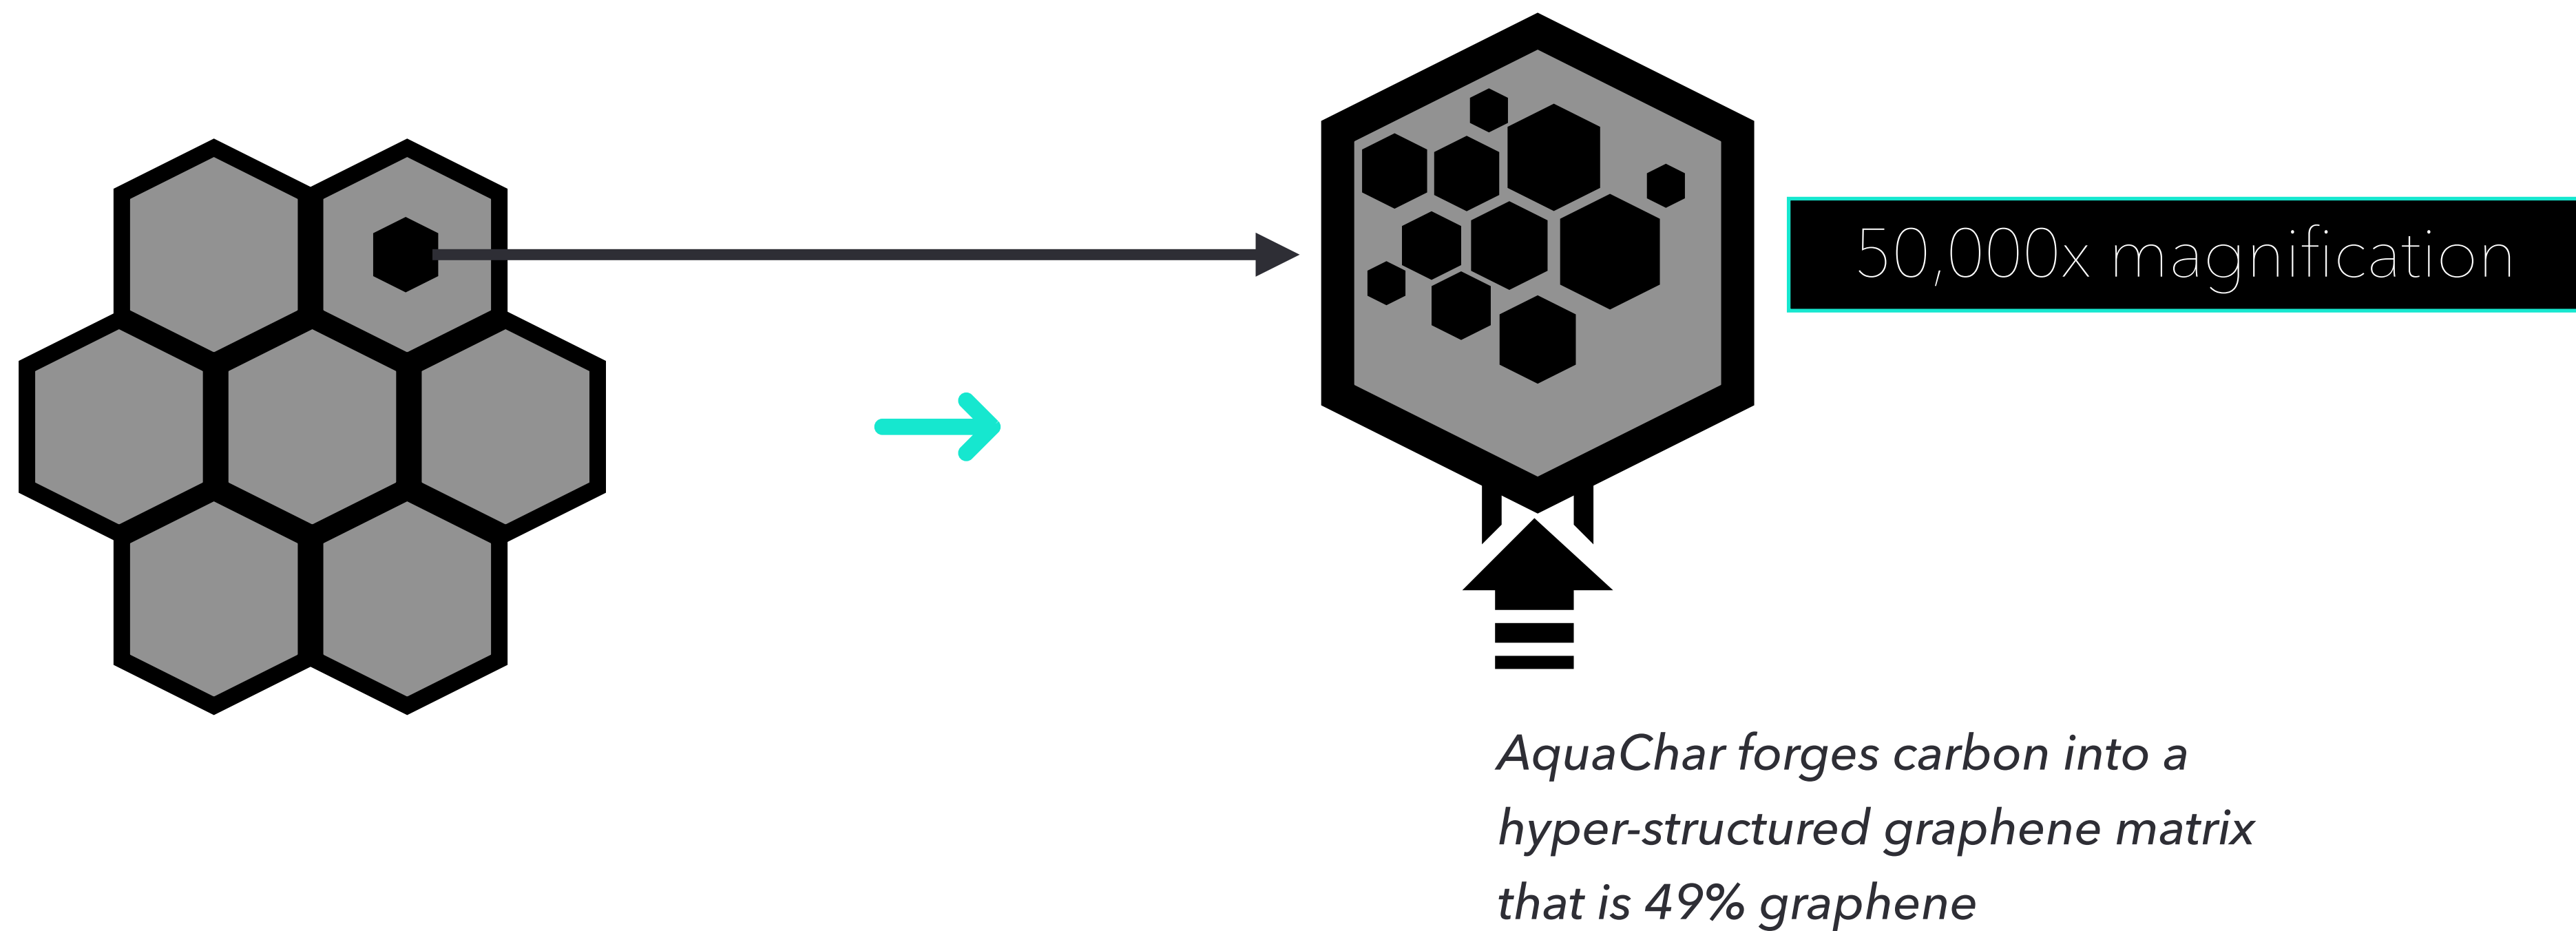 50,000x magnification
AquaChar forges carbon into a
hyper-structured graphene matrix
that is 49% graphene